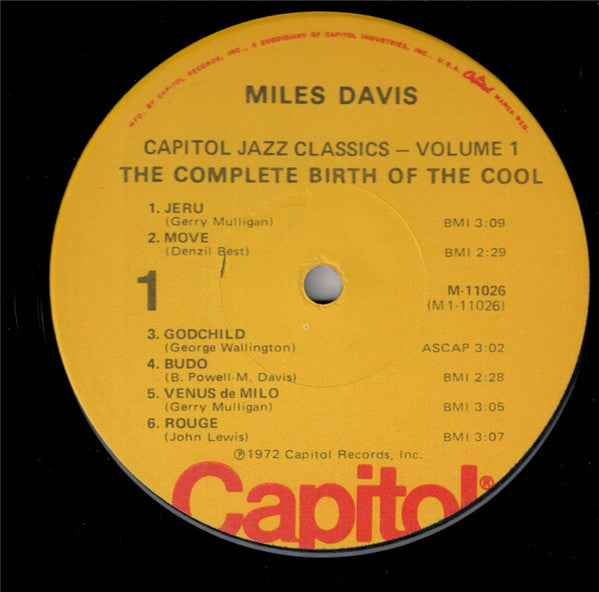 MFD. BY CAPITOL RECORDS, INC., A SUBSIDIARY OF CAPITOL INDUSTRIES, INC., U.S.A. Capitol MARCA REG.
MILES DAVIS
CAPITOL JAZZ CLASSICS – VOLUME 1
THE COMPLETE BIRTH OF THE COOL
1. JERU
(Gerry Mulligan) BMI 3:09
2. MOVE
(Denzil Best) BMI 2:29
1
M-11026
(M1-11026)
3. GODCHILD
(George Wallington) ASCAP 3:02
4. BUDO
(B. Powell-M. Davis) BMI 2:28
5. VENUS de MILO
(Gerry Mulligan) BMI 3:05
6. ROUGE
(John Lewis) BMI 3:07
℗1972 Capitol Records, Inc.
Capitol®